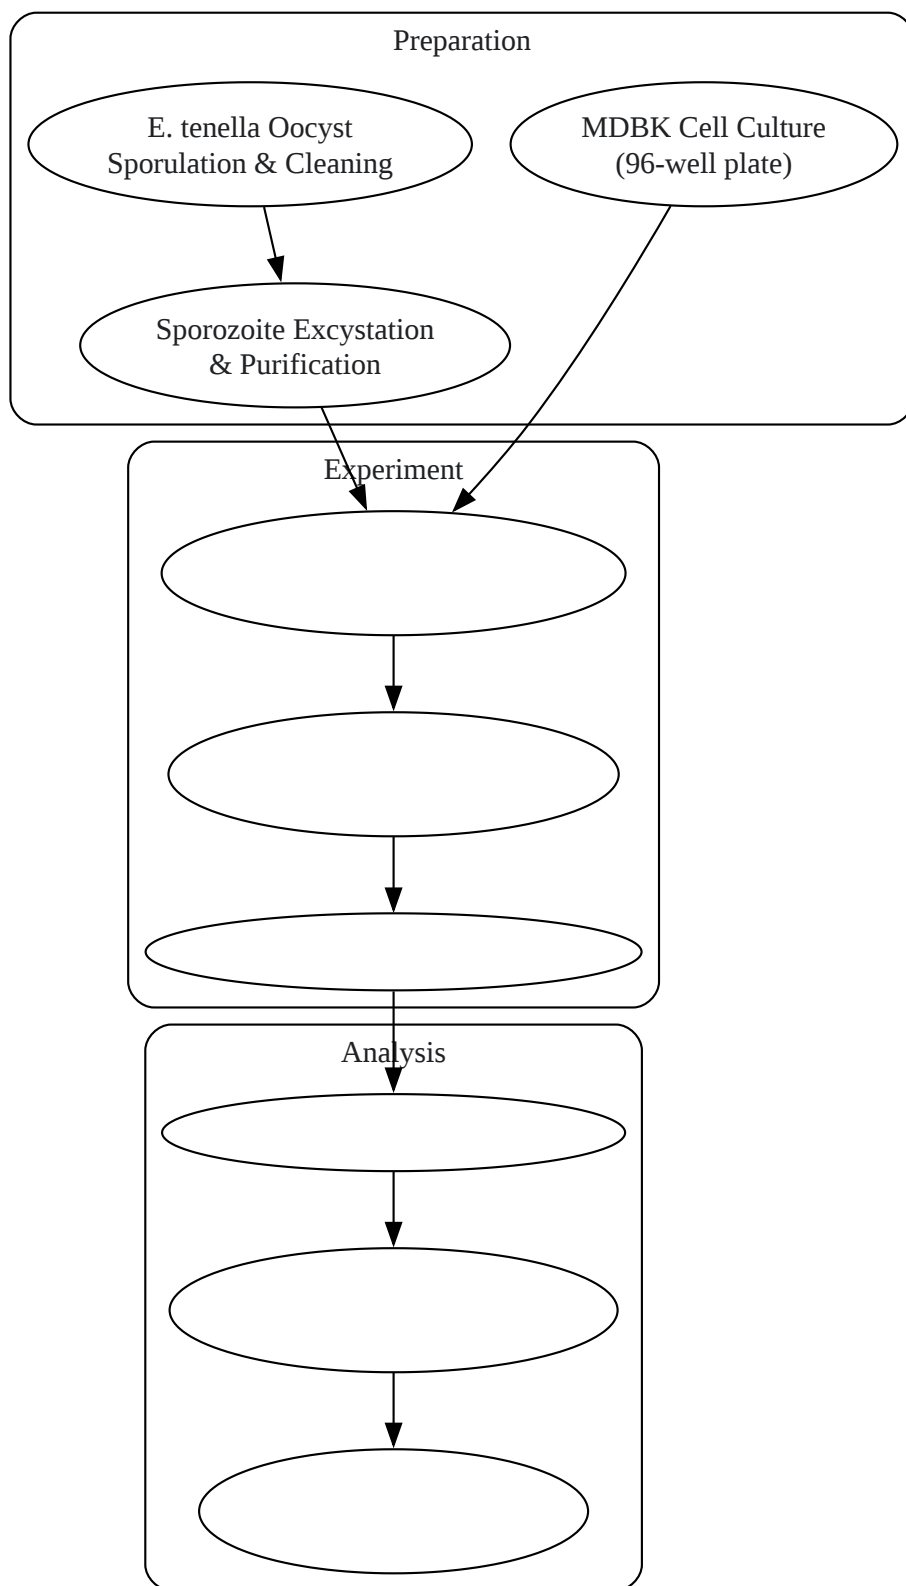 Preparation
E. tenella Oocyst
Sporulation & Cleaning
MDBK Cell Culture
(96-well plate)
Sporozoite Excystation
& Purification
Experiment
Analysis